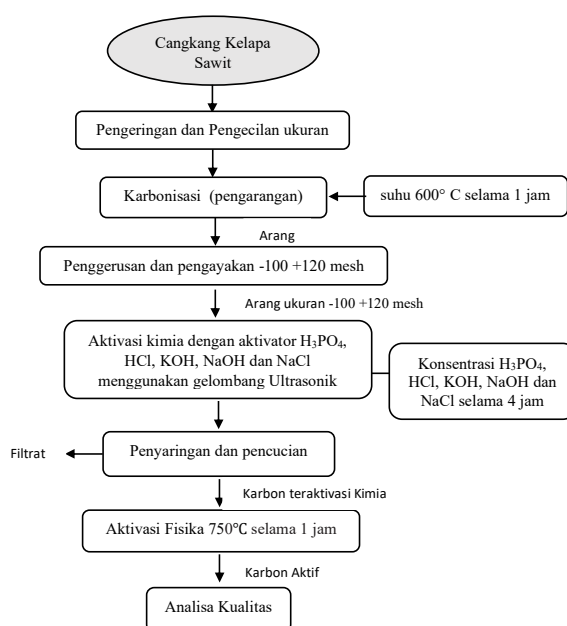 Cangkang Kelapa
Sawit
Pengeringan dan Pengecilan ukuran
Karbonisasi (pengarangan)
suhu 600° C selama 1 jam
Arang
Penggerusan dan pengayakan -100 +120 mesh
Arang ukuran -100 +120 mesh
Aktivasi kimia dengan aktivator H₃PO₄,
HCl, KOH, NaOH dan NaCl
menggunakan gelombang Ultrasonik
Konsentrasi H₃PO₄,
HCl, KOH, NaOH dan
NaCl selama 4 jam
Filtrat
Penyaringan dan pencucian
Karbon teraktivasi Kimia
Aktivasi Fisika 750℃ selama 1 jam
Karbon Aktif
Analisa Kualitas